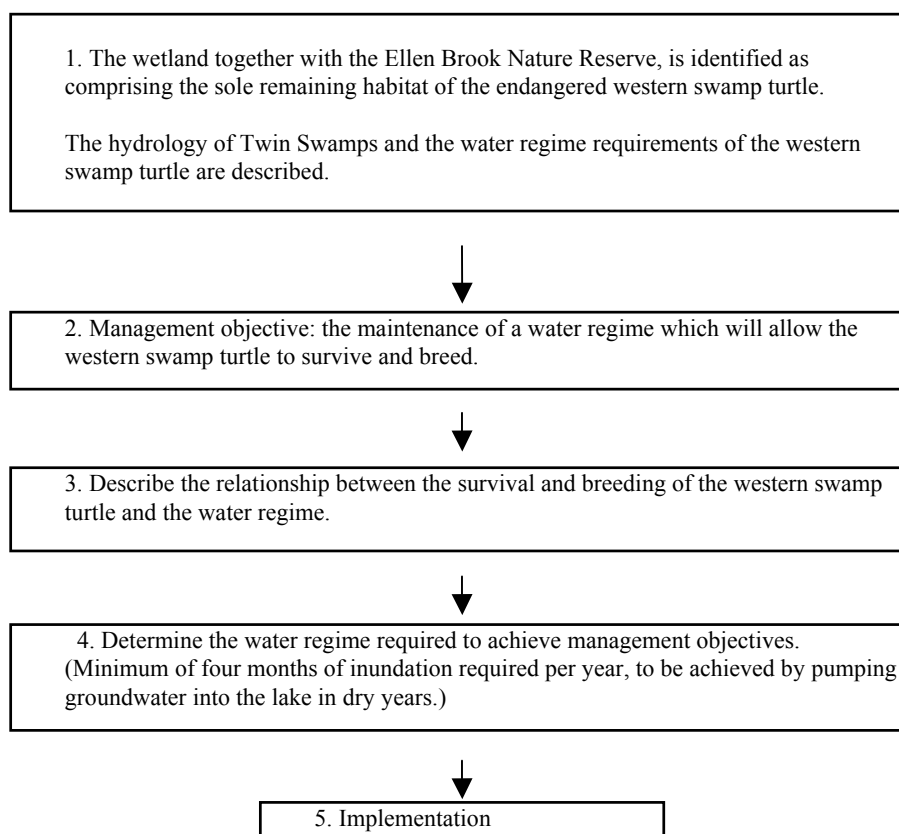 1. The wetland together with the Ellen Brook Nature Reserve, is identified as
comprising the sole remaining habitat of the endangered western swamp turtle.
The hydrology of Twin Swamps and the water regime requirements of the western
swamp turtle are described.
2. Management objective: the maintenance of a water regime which will allow the
western swamp turtle to survive and breed.
3. Describe the relationship between the survival and breeding of the western swamp
turtle and the water regime.
4. Determine the water regime required to achieve management objectives.
(Minimum of four months of inundation required per year, to be achieved by pumping
groundwater into the lake in dry years.)
5. Implementation